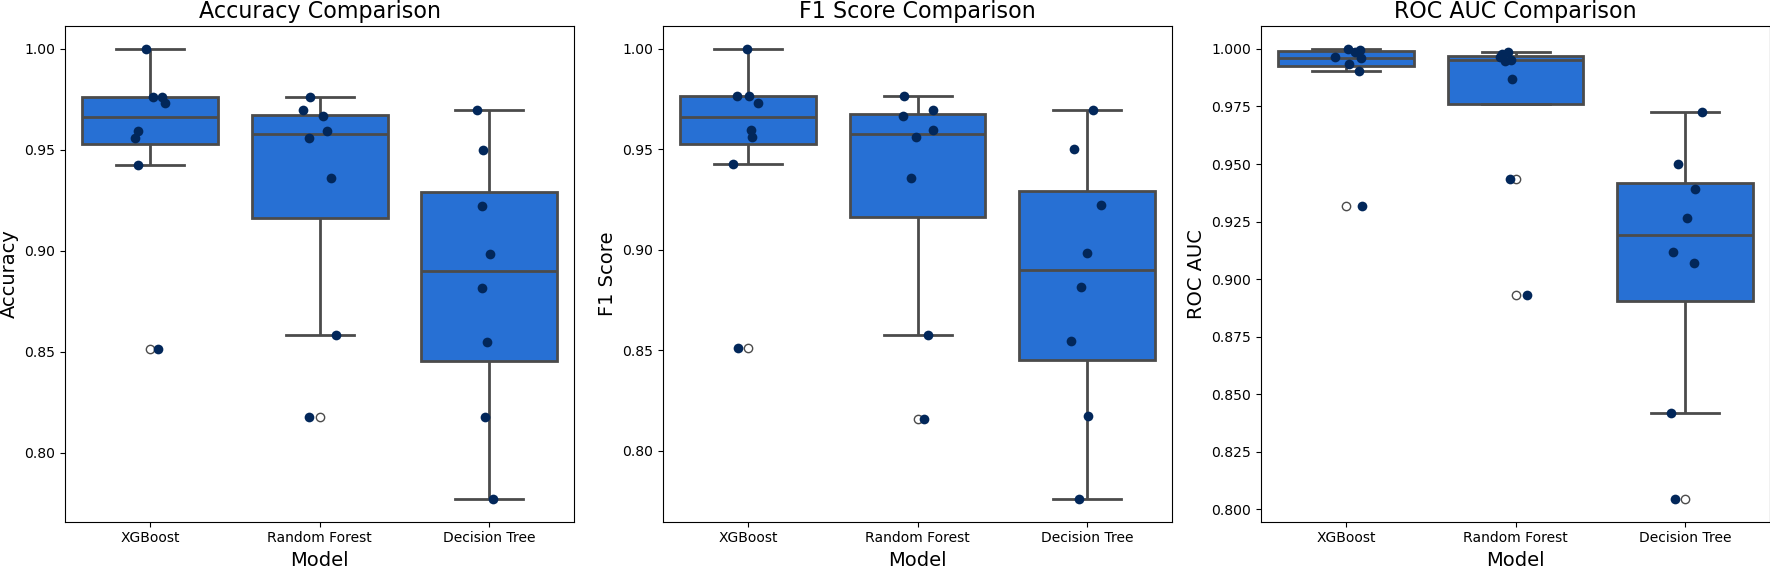 Accuracy Comparison
Accuracy
1.00
0.95
0.90
0.85
0.80
XGBoost
Random Forest
Decision Tree
Model
F1 Score Comparison
F1 Score
1.00
0.95
0.90
0.85
0.80
XGBoost
Random Forest
Decision Tree
Model
ROC AUC Comparison
ROC AUC
1.000
0.975
0.950
0.925
0.900
0.875
0.850
0.825
0.800
XGBoost
Random Forest
Decision Tree
Model